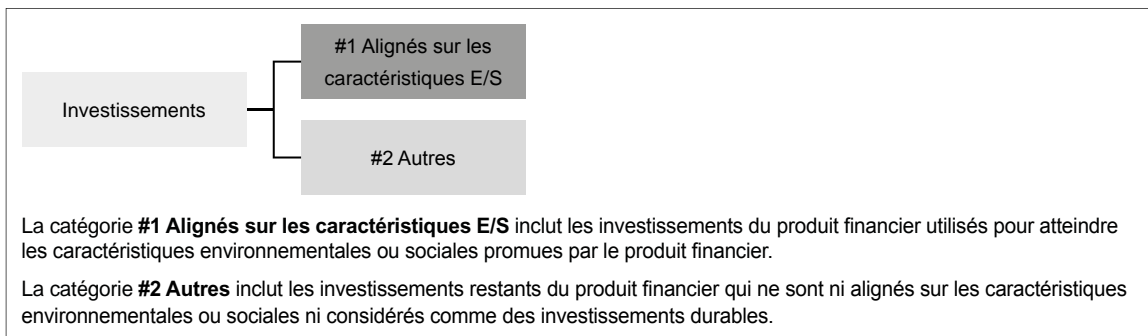 #1 Alignés sur les
caractéristiques E/S
Investissements
#2 Autres
La catégorie #1 Alignés sur les caractéristiques E/S inclut les investissements du produit financier utilisés pour atteindre
les caractéristiques environnementales ou sociales promues par le produit financier.
La catégorie #2 Autres inclut les investissements restants du produit financier qui ne sont ni alignés sur les caractéristiques
environnementales ou sociales ni considérés comme des investissements durables.